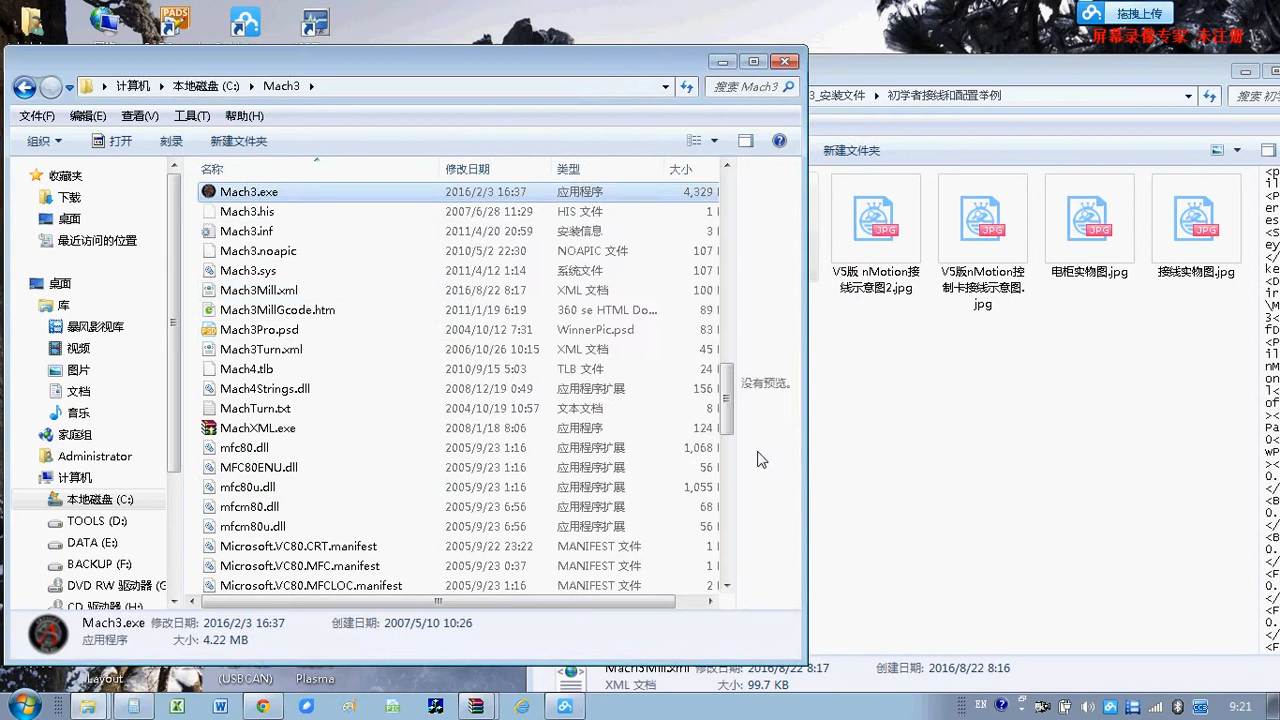 拖拽上传
屏幕录像专家 未注册
计算机 本地磁盘 (C:) Mach3
搜索 Mach3
文件(F) 编辑(E) 查看(V) 工具(T) 帮助(H)
组织 打开 刻录 新建文件夹
收藏夹
下载
桌面
最近访问的位置
桌面
库
暴风影视库
视频
图片
文档
音乐
家庭组
Administrator
计算机
本地磁盘 (C:)
TOOLS (D:)
DATA (E:)
BACKUP (F:)
DVD RW 驱动器 (G
CD 驱动器 (H:)
名称 修改日期 类型 大小
Mach3.exe 2016/2/3 16:37 应用程序 4,329
Mach3.his 2007/6/28 11:29 HIS 文件 1
Mach3.inf 2011/4/20 20:59 安装信息 3
Mach3.noapic 2010/5/2 22:30 NOAPIC 文件 107
Mach3.sys 2011/4/12 1:14 系统文件 107
Mach3Mill.xml 2016/8/22 8:17 XML 文档 100
Mach3MillGcode.htm 2011/1/19 6:19 360 se HTML Do... 89
Mach3Pro.psd 2004/10/12 7:31 WinnerPic.psd 83
Mach3Turn.xml 2006/10/26 10:15 XML 文档 45
Mach4.tlb 2010/9/15 5:03 TLB 文件 24
Mach4Strings.dll 2008/12/19 0:49 应用程序扩展 156
MachTurn.txt 2004/10/19 10:57 文本文档 8
MachXML.exe 2008/1/18 8:06 应用程序 124
mfc80.dll 2005/9/23 1:16 应用程序扩展 1,068
MFC80ENU.dll 2005/9/23 1:16 应用程序扩展 56
mfc80u.dll 2005/9/23 1:16 应用程序扩展 1,055
mfcm80.dll 2005/9/23 6:56 应用程序扩展 68
mfcm80u.dll 2005/9/23 6:56 应用程序扩展 56
Microsoft.VC80.CRT.manifest 2005/9/22 23:22 MANIFEST 文件 1
Microsoft.VC80.MFC.manifest 2005/9/23 0:37 MANIFEST 文件 1
Microsoft.VC80.MFCLOC.manifest 2005/9/23 1:16 MANIFEST 文件 2
没有预览。
Mach3.exe 修改日期: 2016/2/3 16:37 创建日期: 2007/5/10 10:26
应用程序 大小: 4.22 MB
3_安装文件 初学者接线和配置举例
搜索 初
新建文件夹
V5版 nMotion接
线示意图2.jpg
V5版nMotion控
制卡接线示意图.
jpg
电柜实物图.jpg
接线实物图.jpg
Mach3Mill.xml 修改日期: 2016/8/22 8:17 创建日期: 2016/8/22 8:16
XML 文档 大小: 99.7 KB
Layout (USBCAN) Plasma
EN 9:21